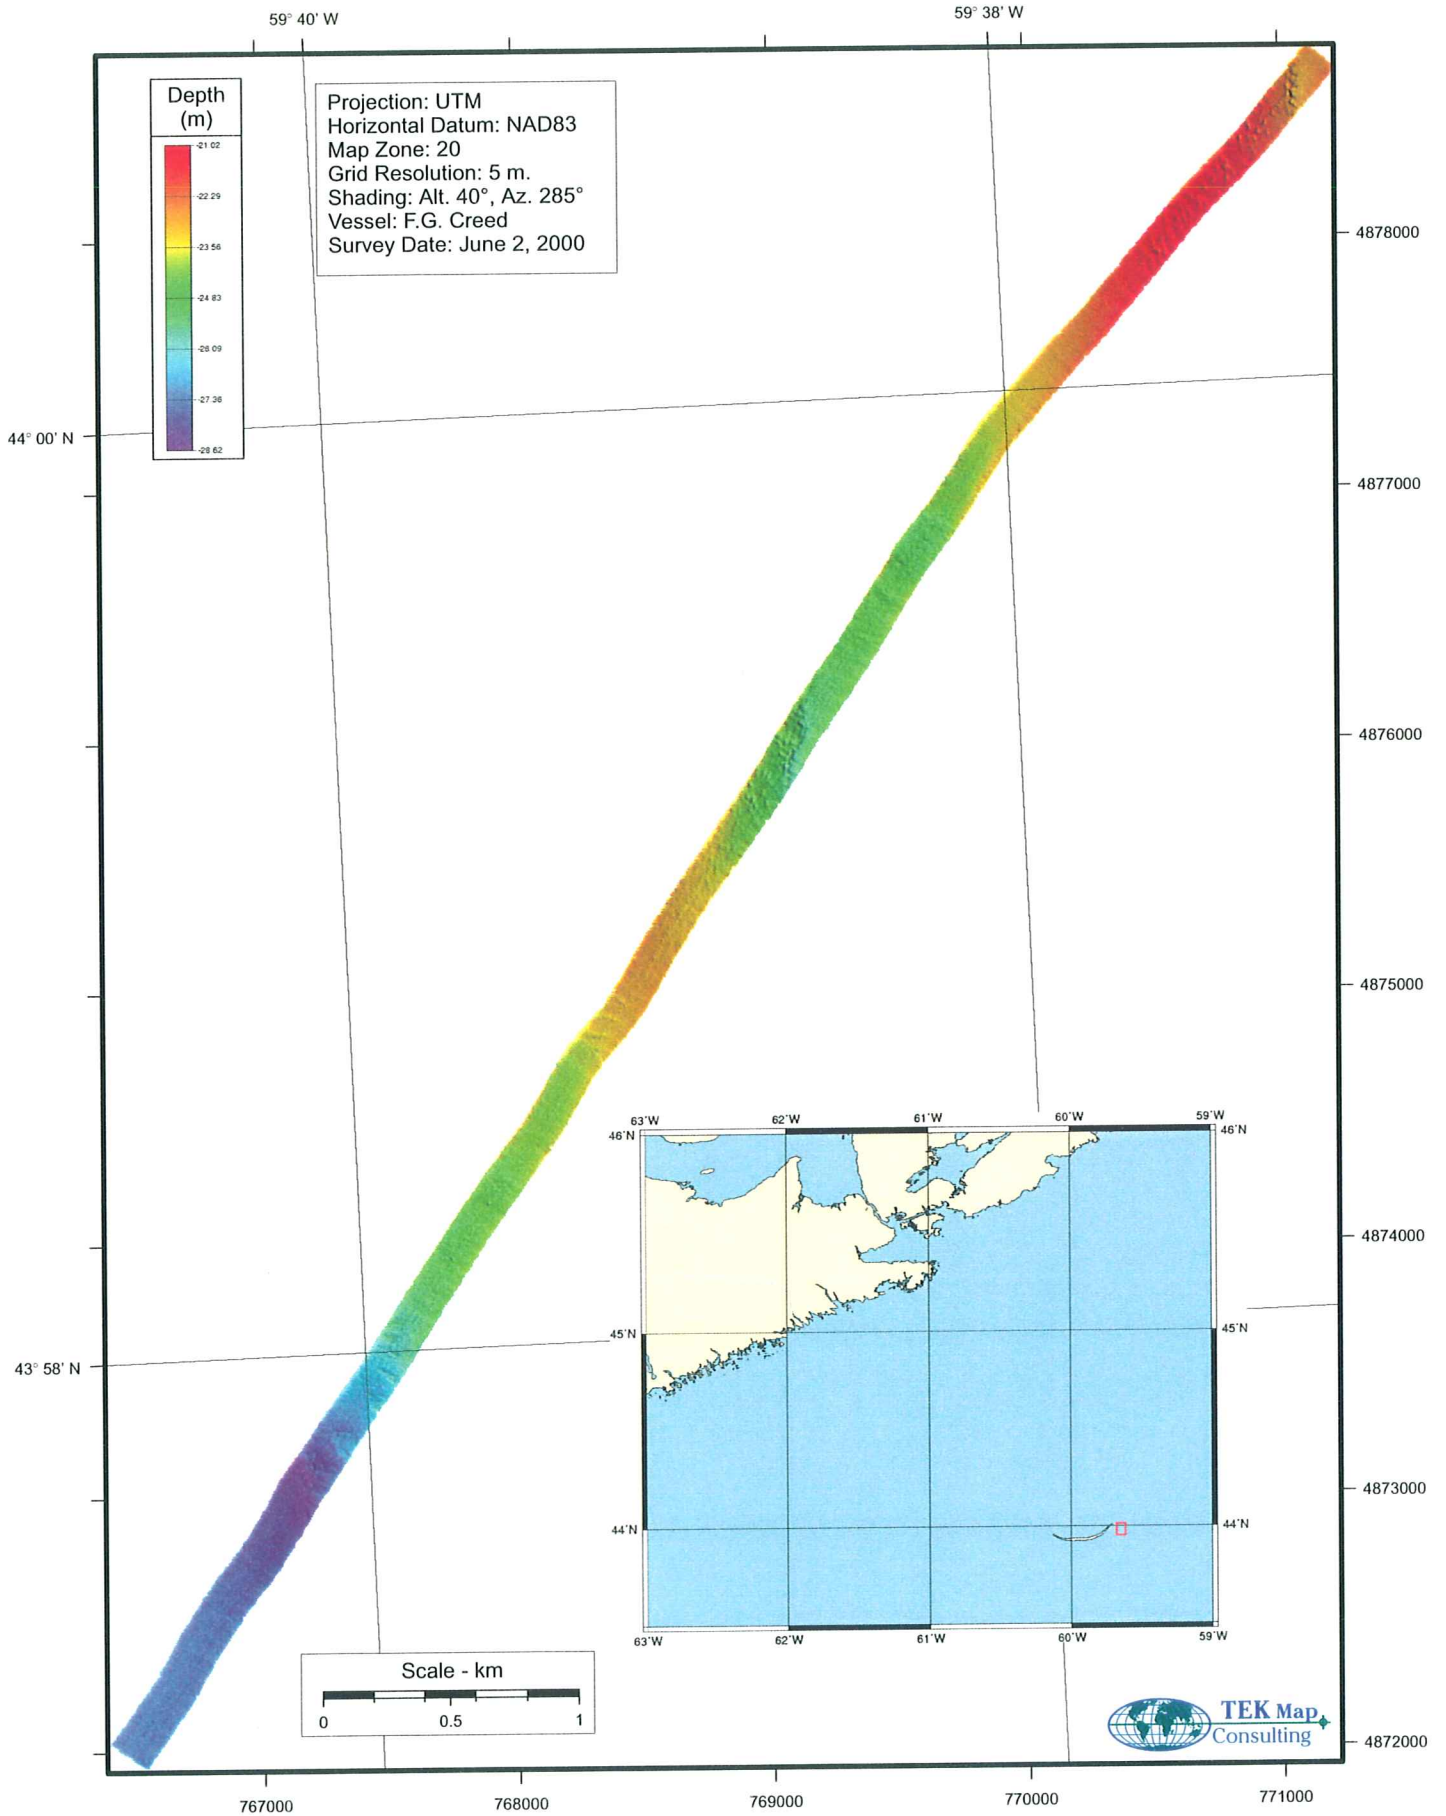 59° 40' W
59° 38' W
Depth
(m)
-21 02
-22 29
-23 56
-24 83
-26 09
-27 36
-28 62
Projection: UTM
Horizontal Datum: NAD83
Map Zone: 20
Grid Resolution: 5 m.
Shading: Alt. 40°, Az. 285°
Vessel: F.G. Creed
Survey Date: June 2, 2000
4878000
44° 00' N
4877000
4876000
4875000
63°W
62°W
61°W
60°W
59°W
46°N
46°N
4874000
45°N
45°N
43° 58' N
4873000
44°N
44°N
63°W
62°W
61°W
60°W
59°W
Scale - km
0
0.5
1
TEK Map
Consulting
4872000
767000
768000
769000
770000
771000